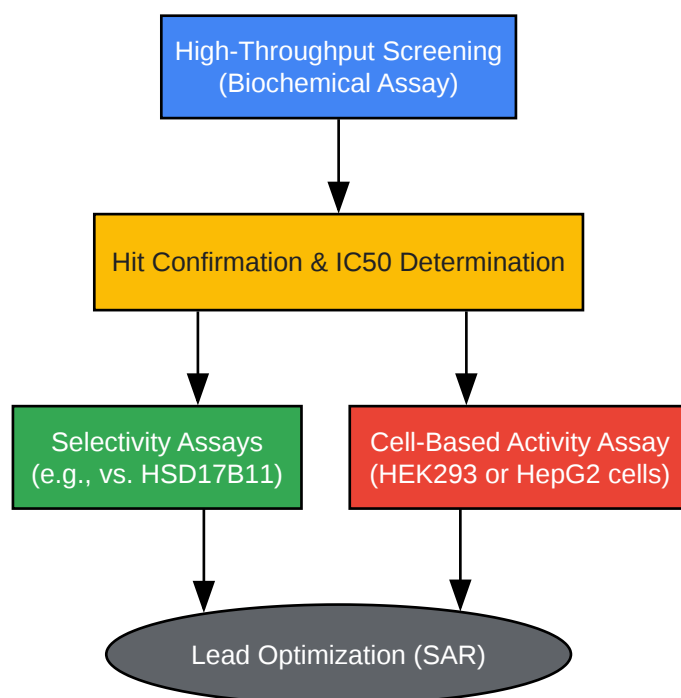 High-Throughput Screening
(Biochemical Assay)
Hit Confirmation & IC50 Determination
Selectivity Assays
(e.g., vs. HSD17B11)
Cell-Based Activity Assay
(HEK293 or HepG2 cells)
Lead Optimization (SAR)